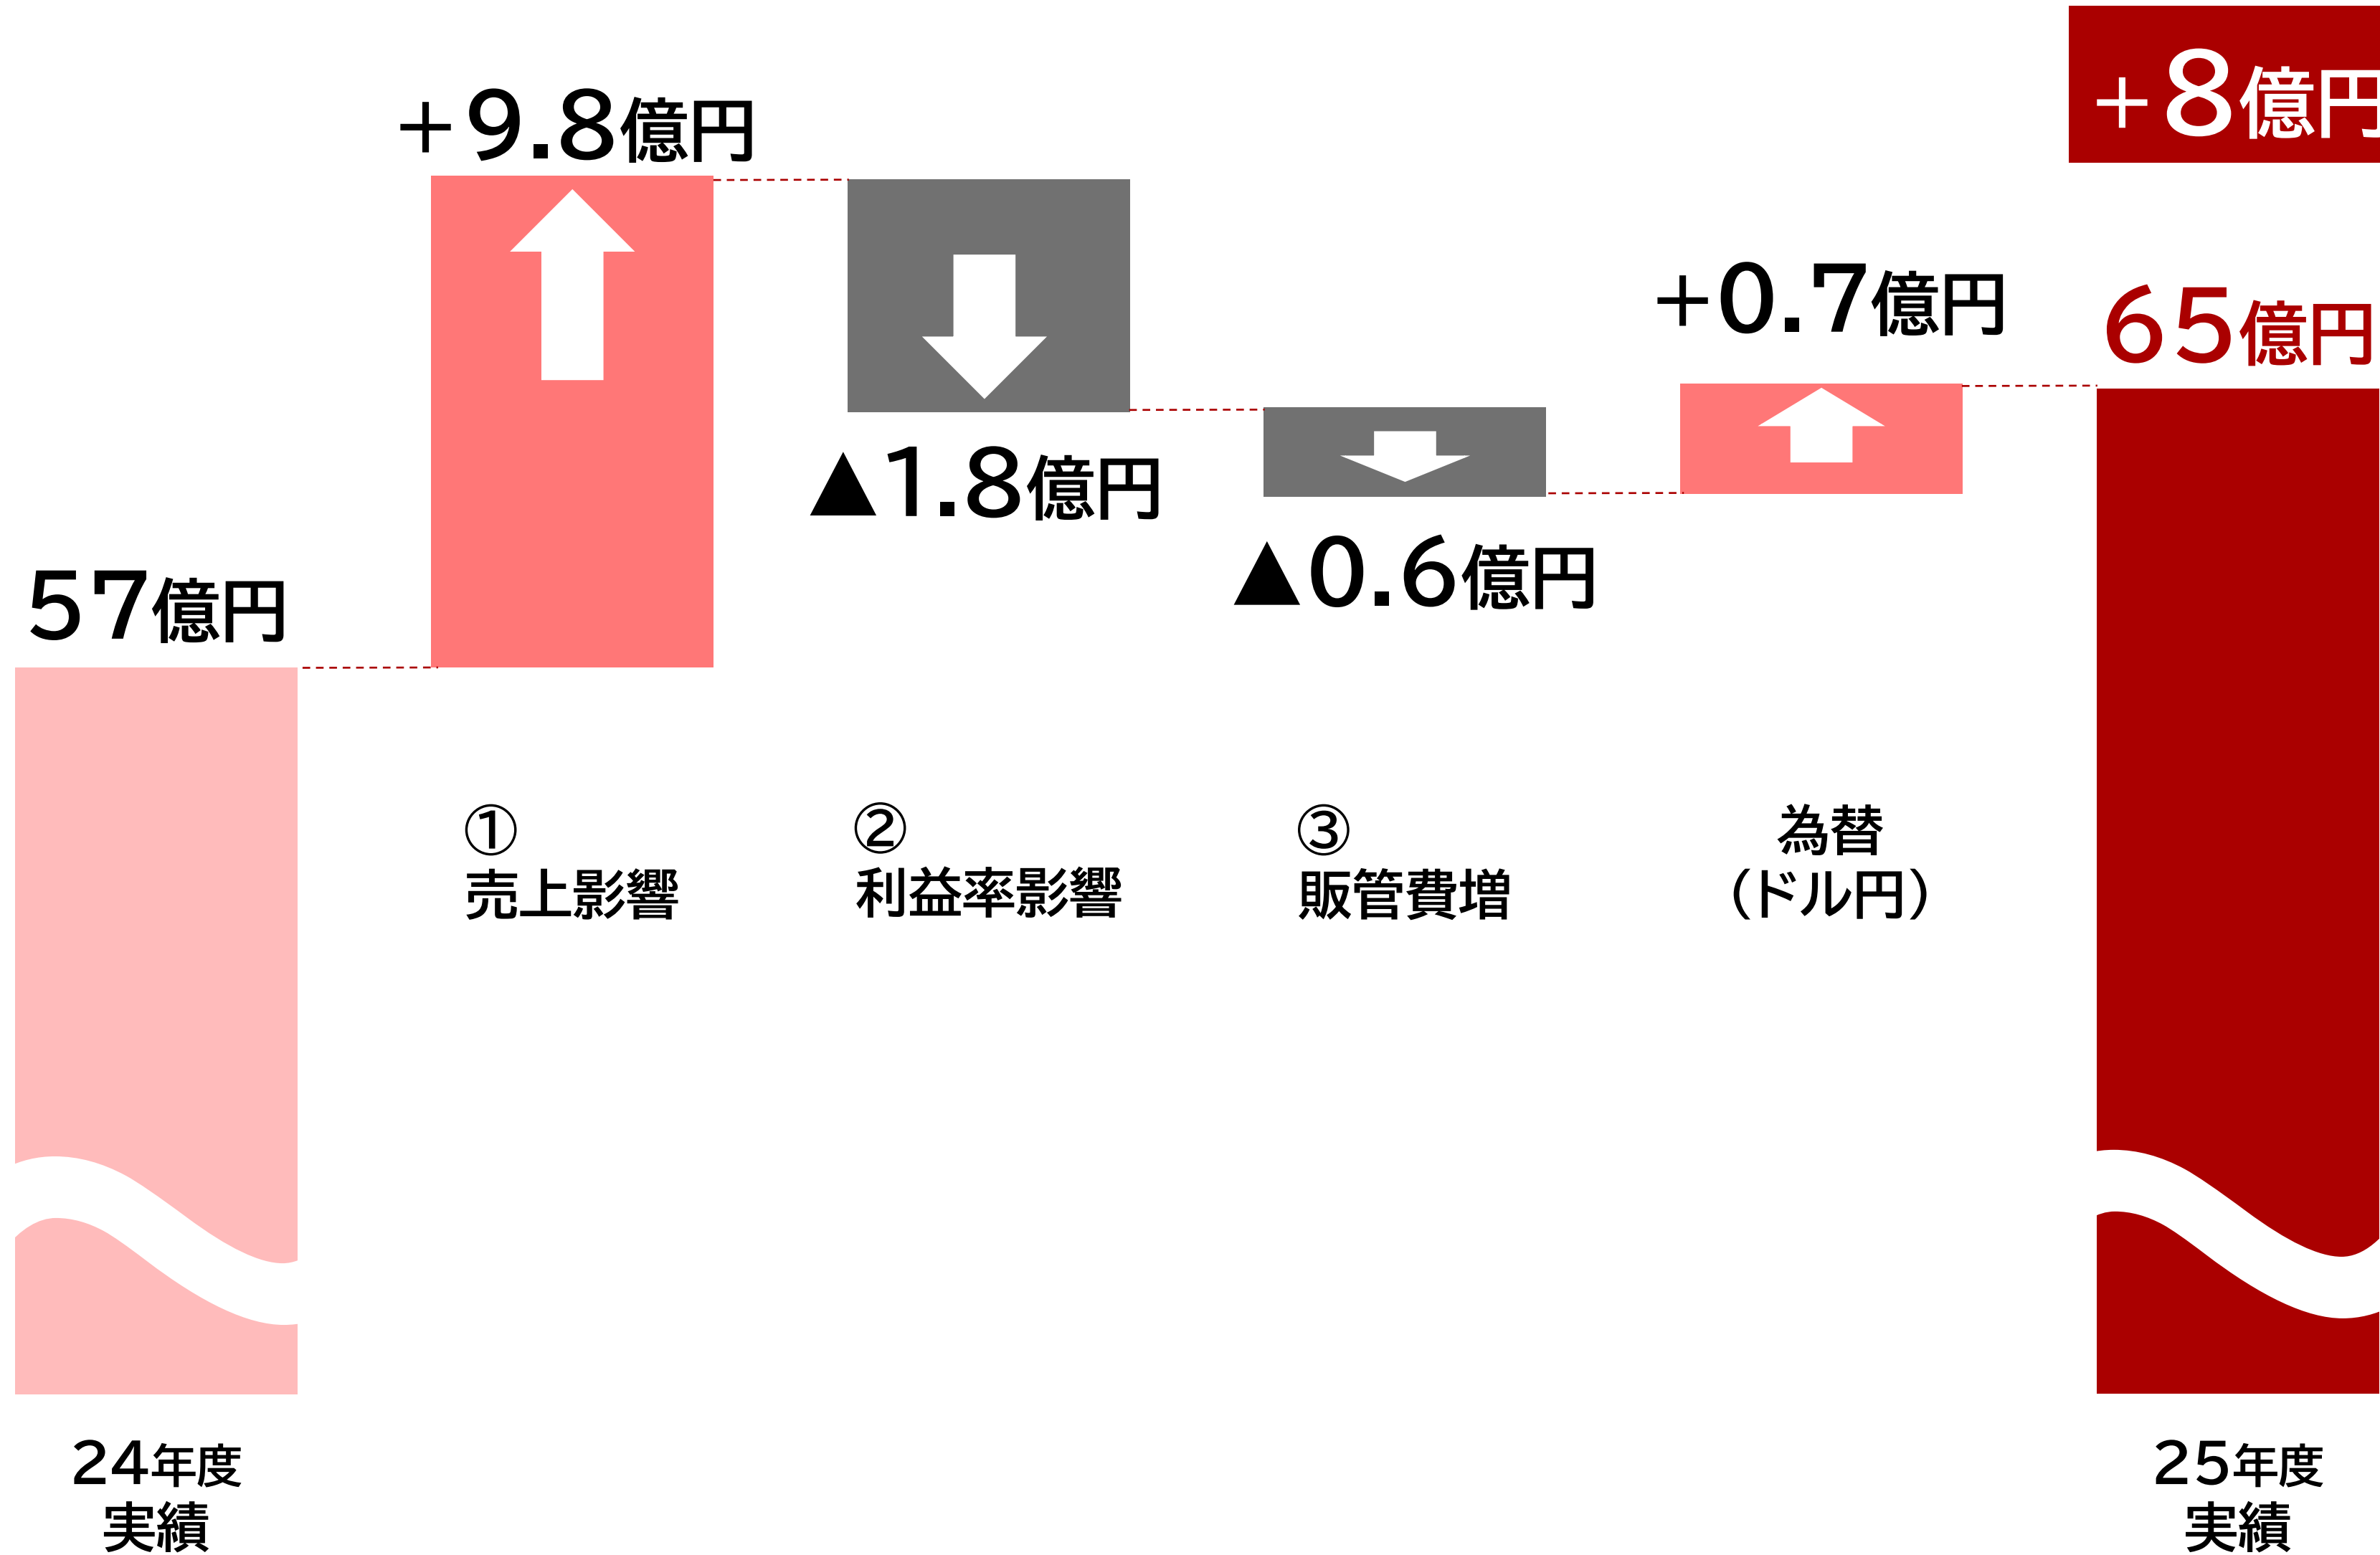 +8億円
+9.8億円
+0.7億円
65億円
▲1.8億円
▲0.6億円
57億円
①
売上影響
②
利益率影響
③
販管費増
為替
(ドル円)
24年度
実績
25年度
実績